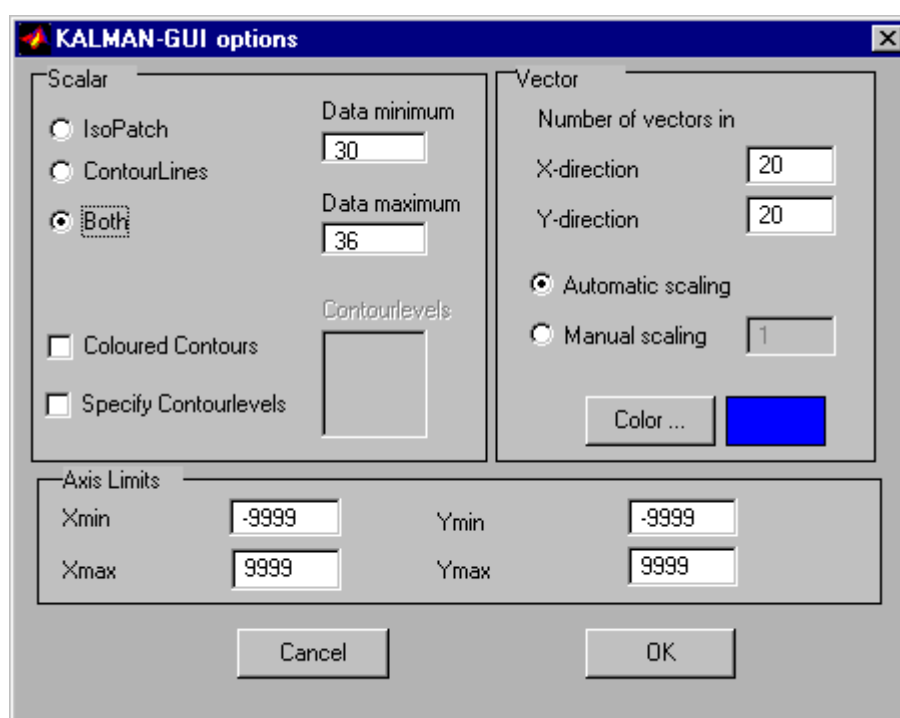 KALMAN-GUI options
Scalar
IsoPatch
ContourLines
Both
Data minimum
30
Data maximum
36
Contourlevels
Coloured Contours
Specify Contourlevels
Vector
Number of vectors in
X-direction
20
Y-direction
20
Automatic scaling
Manual scaling
1
Color ...
Axis Limits
Xmin
-9999
Ymin
-9999
Xmax
9999
Ymax
9999
Cancel
OK